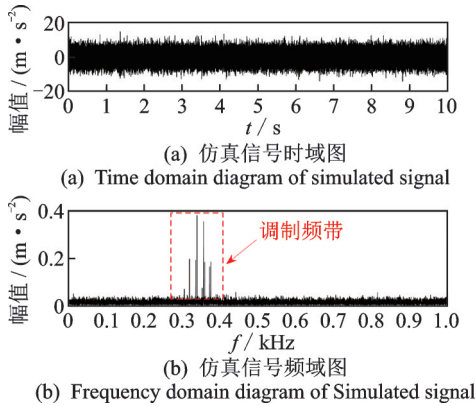 幅值 / (m • s⁻²)
20
0
−20
0 1 2 3 4 5 6 7 8 9 10
t / s
(a) 仿真信号时域图
(a) Time domain diagram of simulated signal
幅值 / (m • s⁻²)
0.4
0.2
0
调制频带
0 0.1 0.2 0.3 0.4 0.5 0.6 0.7 0.8 0.9 1.0
f / kHz
(b) 仿真信号频域图
(b) Frequency domain diagram of Simulated signal